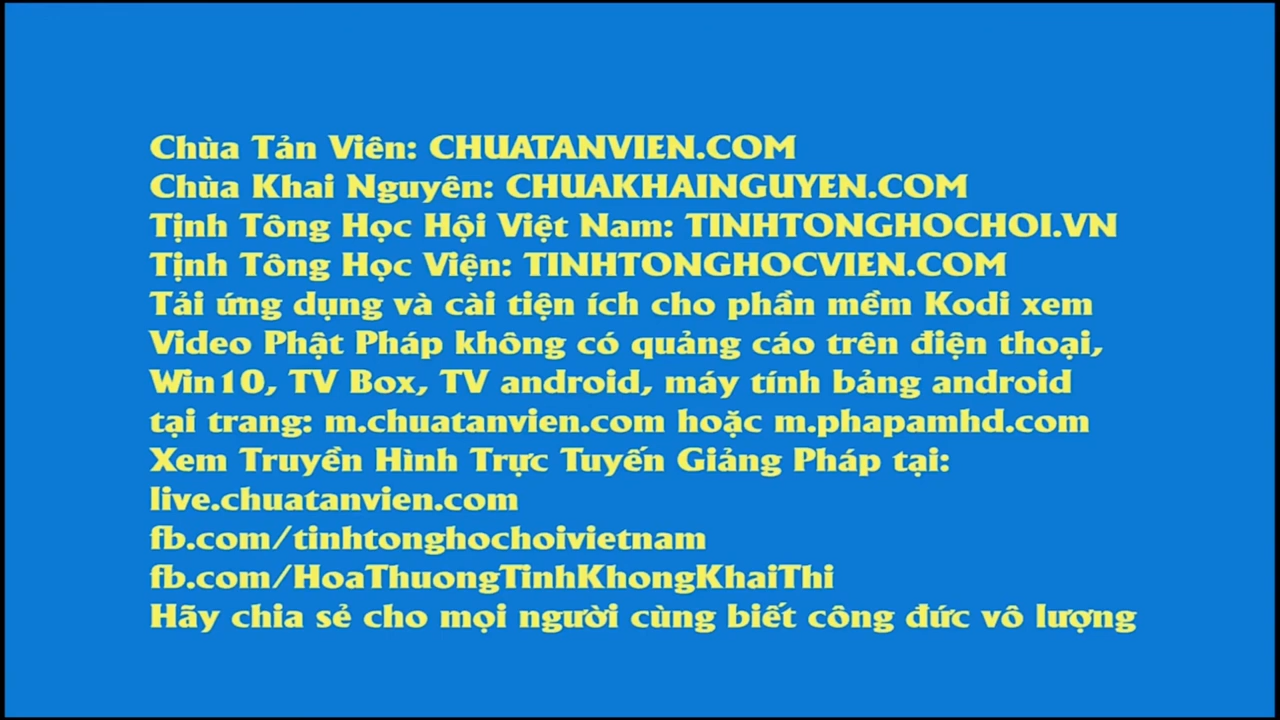 Chùa Tản Viên: CHUATANVIEN.COM
Chùa Khai Nguyên: CHUAKHAINGUYEN.COM
Tịnh Tông Học Hội Việt Nam: TINHTONGHOCHOI.VN
Tịnh Tông Học Viện: TINHTONGHOCVIEN.COM
Tải ứng dụng và cài tiện ích cho phần mềm Kodi xem
Video Phật Pháp không có quảng cáo trên điện thoại,
Win10, TV Box, TV android, máy tính bảng android
tại trang: m.chuatanvien.com hoặc m.phapamhd.com
Xem Truyền Hình Trực Tuyến Giảng Pháp tại:
live.chuatanvien.com
fb.com/tinhtonghochoivietnam
fb.com/HoaThuongTinhKhongKhaiThi
Hãy chia sẻ cho mọi người cùng biết công đức vô lượng